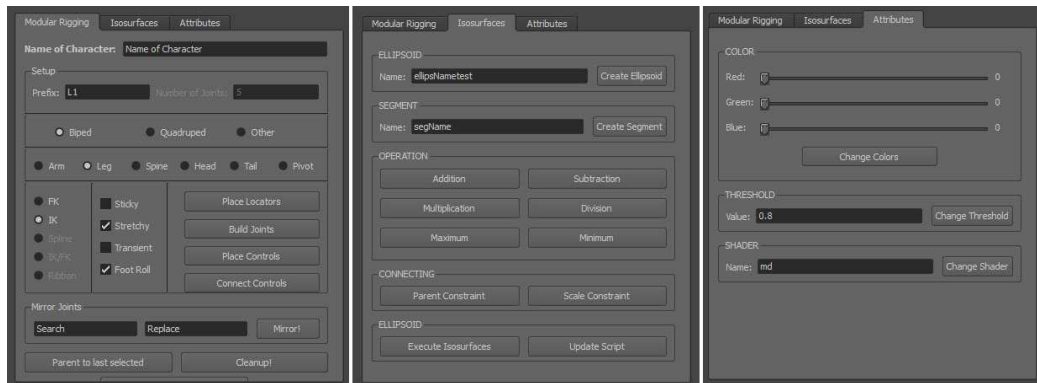 Modular Rigging Isosurfaces Attributes
Name of Character: Name of Character
Setup
Prefix: L1 Number of Joints: 5
Biped Quadruped Other
Arm Leg Spine Head Tail Pivot
FK
IK
Spline
IK/FK
Ribbon
Sticky
Stretchy
Transient
Foot Roll
Place Locators
Build Joints
Place Controls
Connect Controls
Mirror Joints
Search Replace Mirror!
Parent to last selected Cleanup!
Modular Rigging Isosurfaces Attributes
ELLIPSOID
Name: ellipsNametest Create Ellipsoid
SEGMENT
Name: segName Create Segment
OPERATION
Addition Subtraction
Multiplication Division
Maximum Minimum
CONNECTING
Parent Constraint Scale Constraint
ELLIPSOID
Execute Isosurfaces Update Script
Modular Rigging Isosurfaces Attributes
COLOR
Red: 0
Green: 0
Blue: 0
Change Colors
THRESHOLD
Value: 0.8 Change Threshold
SHADER
Name: md Change Shader